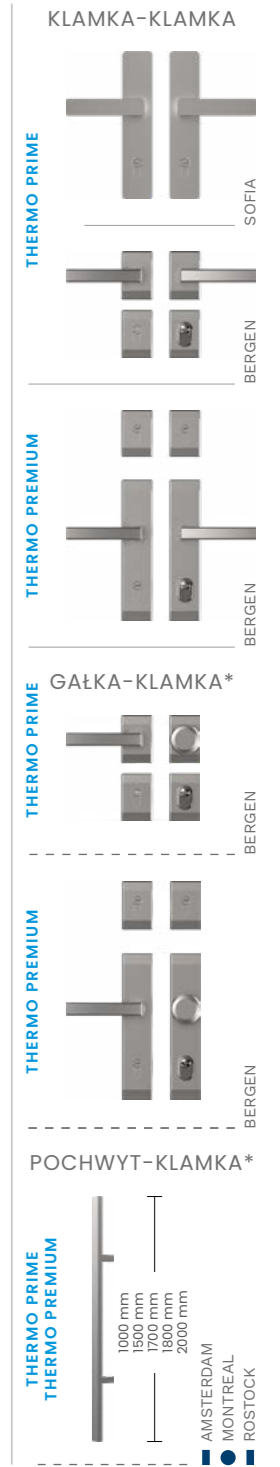 KLAMKA-KLAMKA
THERMO PRIME
SOFIA
BERGEN
THERMO PREMIUM
BERGEN
GAŁKA-KLAMKA*
THERMO PRIME
BERGEN
THERMO PREMIUM
BERGEN
POCHWYT-KLAMKA*
THERMO PRIME
THERMO PREMIUM
1000 mm
1500 mm
1700 mm
1800 mm
2000 mm
AMSTERDAM
MONTREAL
ROSTOCK